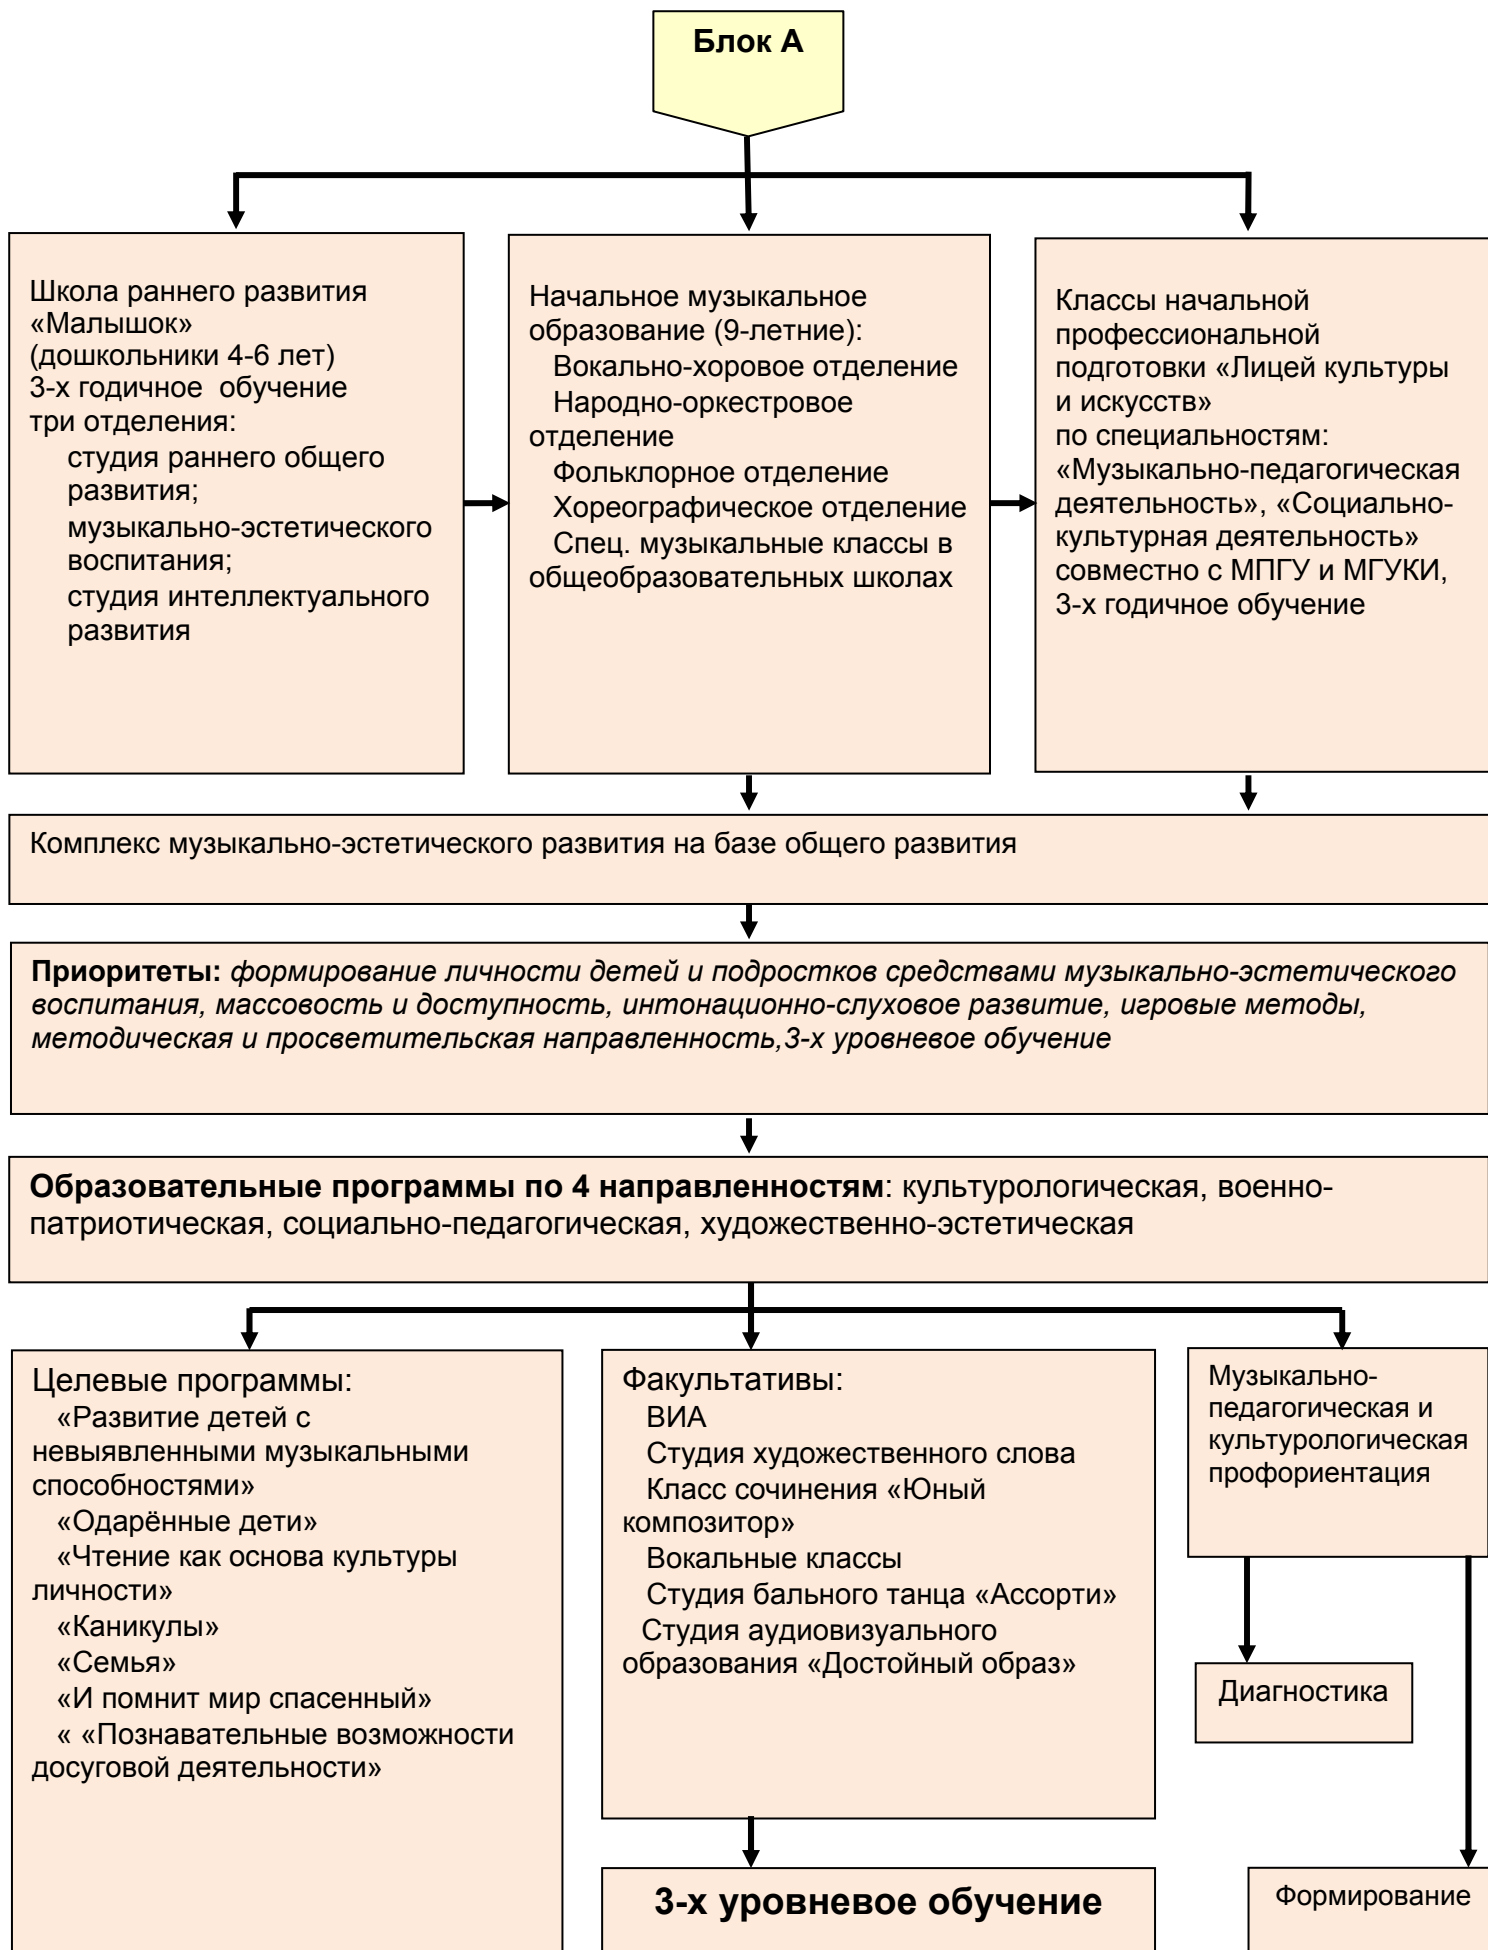 Блок А
Школа раннего развития
«Малышок»
(дошкольники 4-6 лет)
3-х годичное обучение
три отделения:
студия раннего общего
развития;
музыкально-эстетического
воспитания;
студия интеллектуального
развития
Начальное музыкальное
образование (9-летние):
Вокально-хоровое отделение
Народно-оркестровое
отделение
Фольклорное отделение
Хореографическое отделение
Спец. музыкальные классы в
общеобразовательных школах
Классы начальной
профессиональной
подготовки «Лицей культуры
и искусств»
по специальностям:
«Музыкально-педагогическая
деятельность», «Социально-
культурная деятельность»
совместно с МПГУ и МГУКИ,
3-х годичное обучение
Комплекс музыкально-эстетического развития на базе общего развития
Приоритеты: формирование личности детей и подростков средствами музыкально-эстетического
воспитания, массовость и доступность, интонационно-слуховое развитие, игровые методы,
методическая и просветительская направленность,3-х уровневое обучение
Образовательные программы по 4 направленностям: культурологическая, военно-
патриотическая, социально-педагогическая, художественно-эстетическая
Целевые программы:
«Развитие детей с
невыявленными музыкальными
способностями»
«Одарённые дети»
«Чтение как основа культуры
личности»
«Каникулы»
«Семья»
«И помнит мир спасенный»
« «Познавательные возможности
досуговой деятельности»
Факультативы:
ВИА
Студия художественного слова
Класс сочинения «Юный
композитор»
Вокальные классы
Студия бального танца «Ассорти»
Студия аудиовизуального
образования «Достойный образ»
Музыкально-
педагогическая и
культурологическая
профориентация
Диагностика
3-х уровневое обучение
Формирование